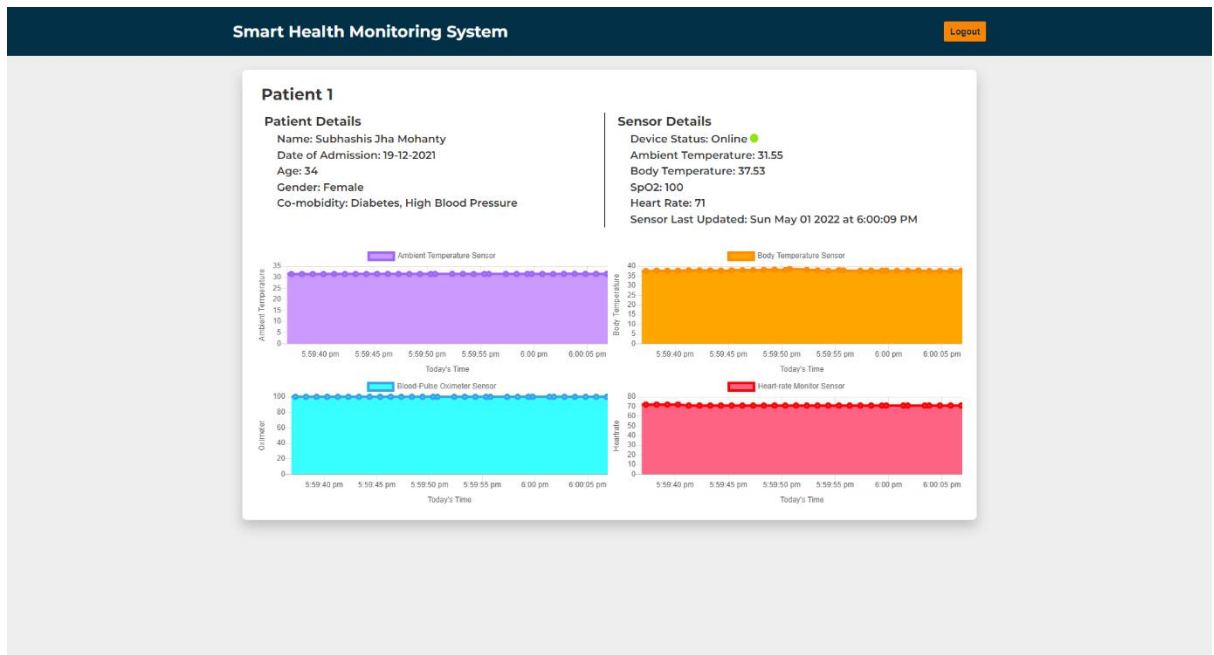 Smart Health Monitoring System
Logout
Patient 1
Patient Details
Name: Subhashis Jha Mohanty
Date of Admission: 19-12-2021
Age: 34
Gender: Female
Co-mobidity: Diabetes, High Blood Pressure
Sensor Details
Device Status: Online
Ambient Temperature: 31.55
Body Temperature: 37.53
SpO2: 100
Heart Rate: 71
Sensor Last Updated: Sun May 01 2022 at 6:00:09 PM
Ambient Temperature Sensor
Ambient Temperature
35
30
25
20
15
10
5
0
5:59:40 pm 5:59:45 pm 5:59:50 pm 5:59:55 pm 6:00 pm 6:00:05 pm
Today's Time
Body Temperature Sensor
Body Temperature
40
35
30
25
20
15
10
5
0
5:59:40 pm 5:59:45 pm 5:59:50 pm 5:59:55 pm 6:00 pm 6:00:05 pm
Today's Time
Blood-Pulse Oximeter Sensor
Oximeter
100
80
60
40
20
0
5:59:40 pm 5:59:45 pm 5:59:50 pm 5:59:55 pm 6:00 pm 6:00:05 pm
Today's Time
Heart-rate Monitor Sensor
Heartrate
80
70
60
50
40
30
20
10
0
5:59:40 pm 5:59:45 pm 5:59:50 pm 5:59:55 pm 6:00 pm 6:00:05 pm
Today's Time